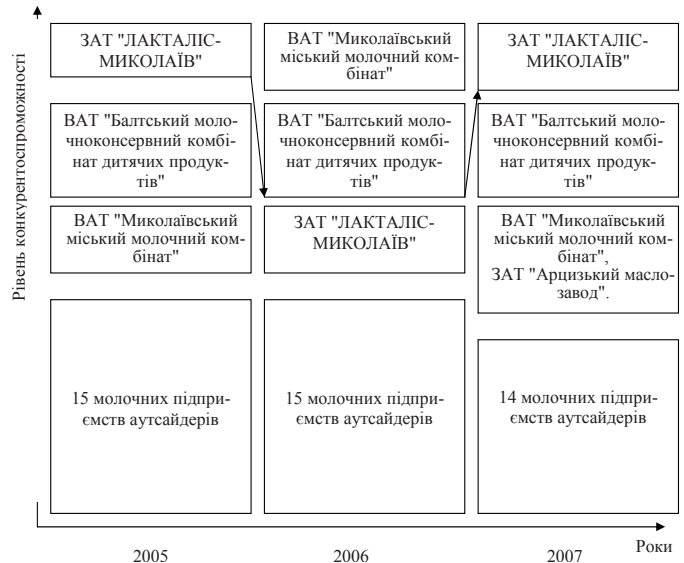 Рівень конкурентоспроможності
ЗАТ "ЛАКТАЛІС-
МИКОЛАЇВ"
ВАТ "Балтський молоч-
чноконсервний комбі-
нат дитячих продук-
тів"
ВАТ "Миколаївський
міський молочний ком-
бінат"
15 молочних підпри-
ємств аутсайдерів
ВАТ "Миколаївський
міський молочний ком-
бінат"
ВАТ "Балтський моло-
чноконсервний комбі-
нат дитячих продук-
тів"
ЗАТ "ЛАКТАЛІС-
МИКОЛАЇВ"
15 молочних підпри-
ємств аутсайдерів
ЗАТ "ЛАКТАЛІС-
МИКОЛАЇВ"
ВАТ "Балтський моло-
чноконсервний комбі-
нат дитячих продук-
тів"
ВАТ "Миколаївський
міський молочний ком-
бінат",
ЗАТ "Арцизький масло-
завод".
14 молочних підпри-
ємств аутсайдерів
2005
2006
2007
Роки